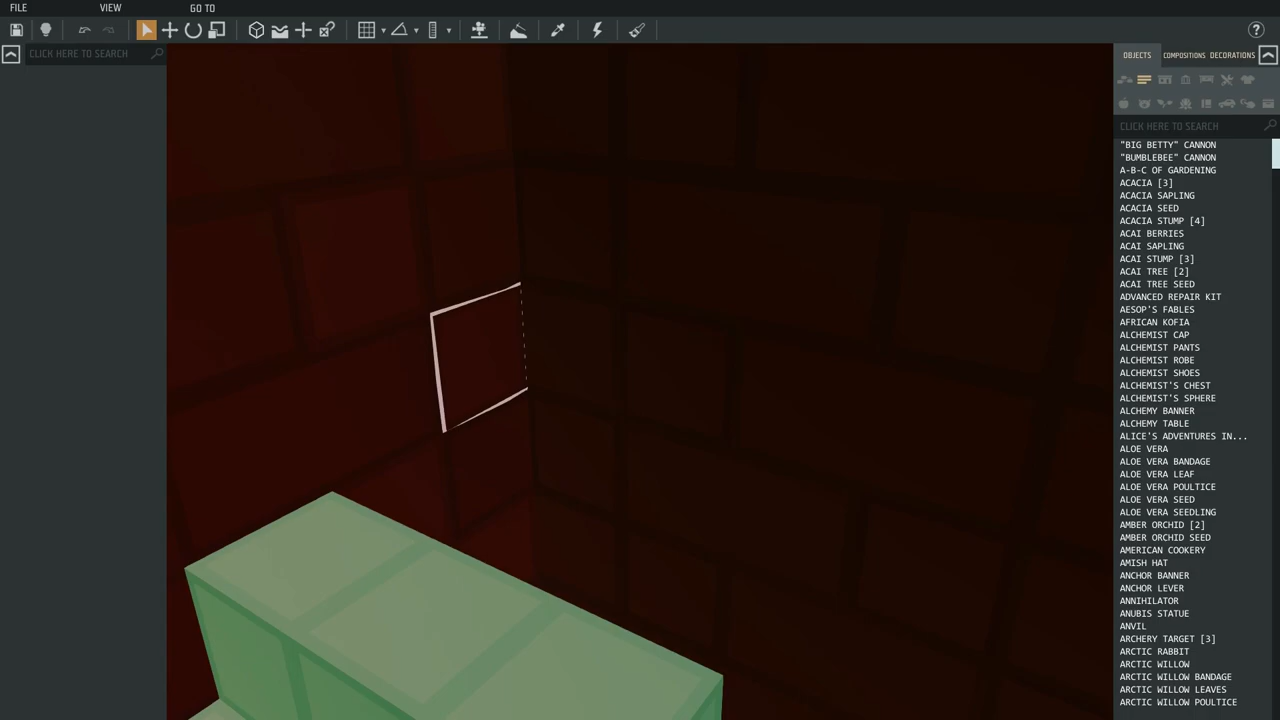 FILE VIEW GO TO
CLICK HERE TO SEARCH
OBJECTS COMPOSITIONS DECORATIONS
CLICK HERE TO SEARCH
"BIG BETTY" CANNON
"BUMBLEBEE" CANNON
A-B-C OF GARDENING
ACACIA [3]
ACACIA SAPLING
ACACIA SEED
ACACIA STUMP [4]
ACAI BERRIES
ACAI SAPLING
ACAI STUMP [3]
ACAI TREE [2]
ACAI TREE SEED
ADVANCED REPAIR KIT
AESOP'S FABLES
AFRICAN KOFIA
ALCHEMIST CAP
ALCHEMIST PANTS
ALCHEMIST ROBE
ALCHEMIST SHOES
ALCHEMIST'S CHEST
ALCHEMIST'S SPHERE
ALCHEMY BANNER
ALCHEMY TABLE
ALICE'S ADVENTURES IN...
ALOE VERA
ALOE VERA BANDAGE
ALOE VERA LEAF
ALOE VERA POULTICE
ALOE VERA SEED
ALOE VERA SEEDLING
AMBER ORCHID [2]
AMBER ORCHID SEED
AMERICAN COOKERY
AMISH HAT
ANCHOR BANNER
ANCHOR LEVER
ANNIHILATOR
ANUBIS STATUE
ANVIL
ARCHERY TARGET [3]
ARCTIC RABBIT
ARCTIC WILLOW
ARCTIC WILLOW BANDAGE
ARCTIC WILLOW LEAVES
ARCTIC WILLOW POULTICE